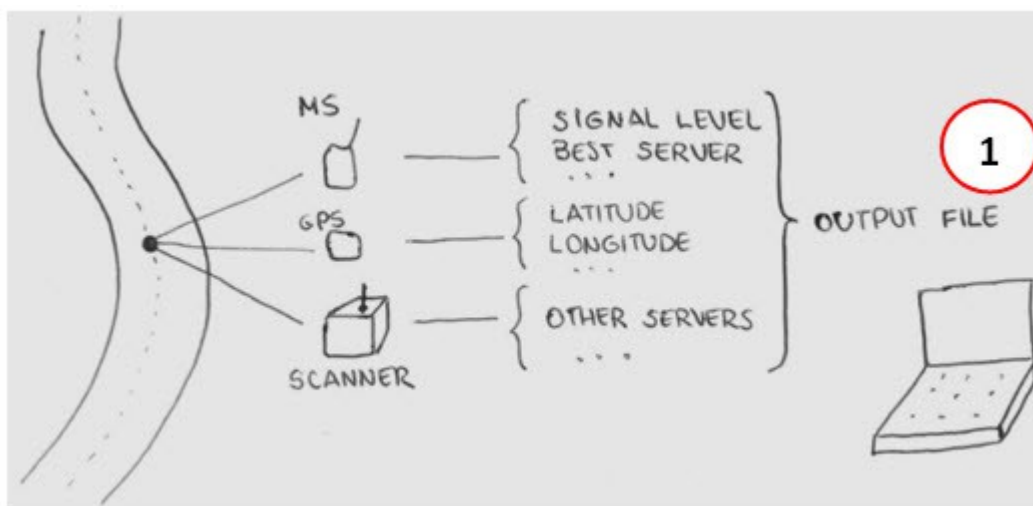 MS
SIGNAL LEVEL
BEST SERVER
...
1
GPS
LATITUDE
LONGITUDE
...
OUTPUT FILE
SCANNER
OTHER SERVERS
...